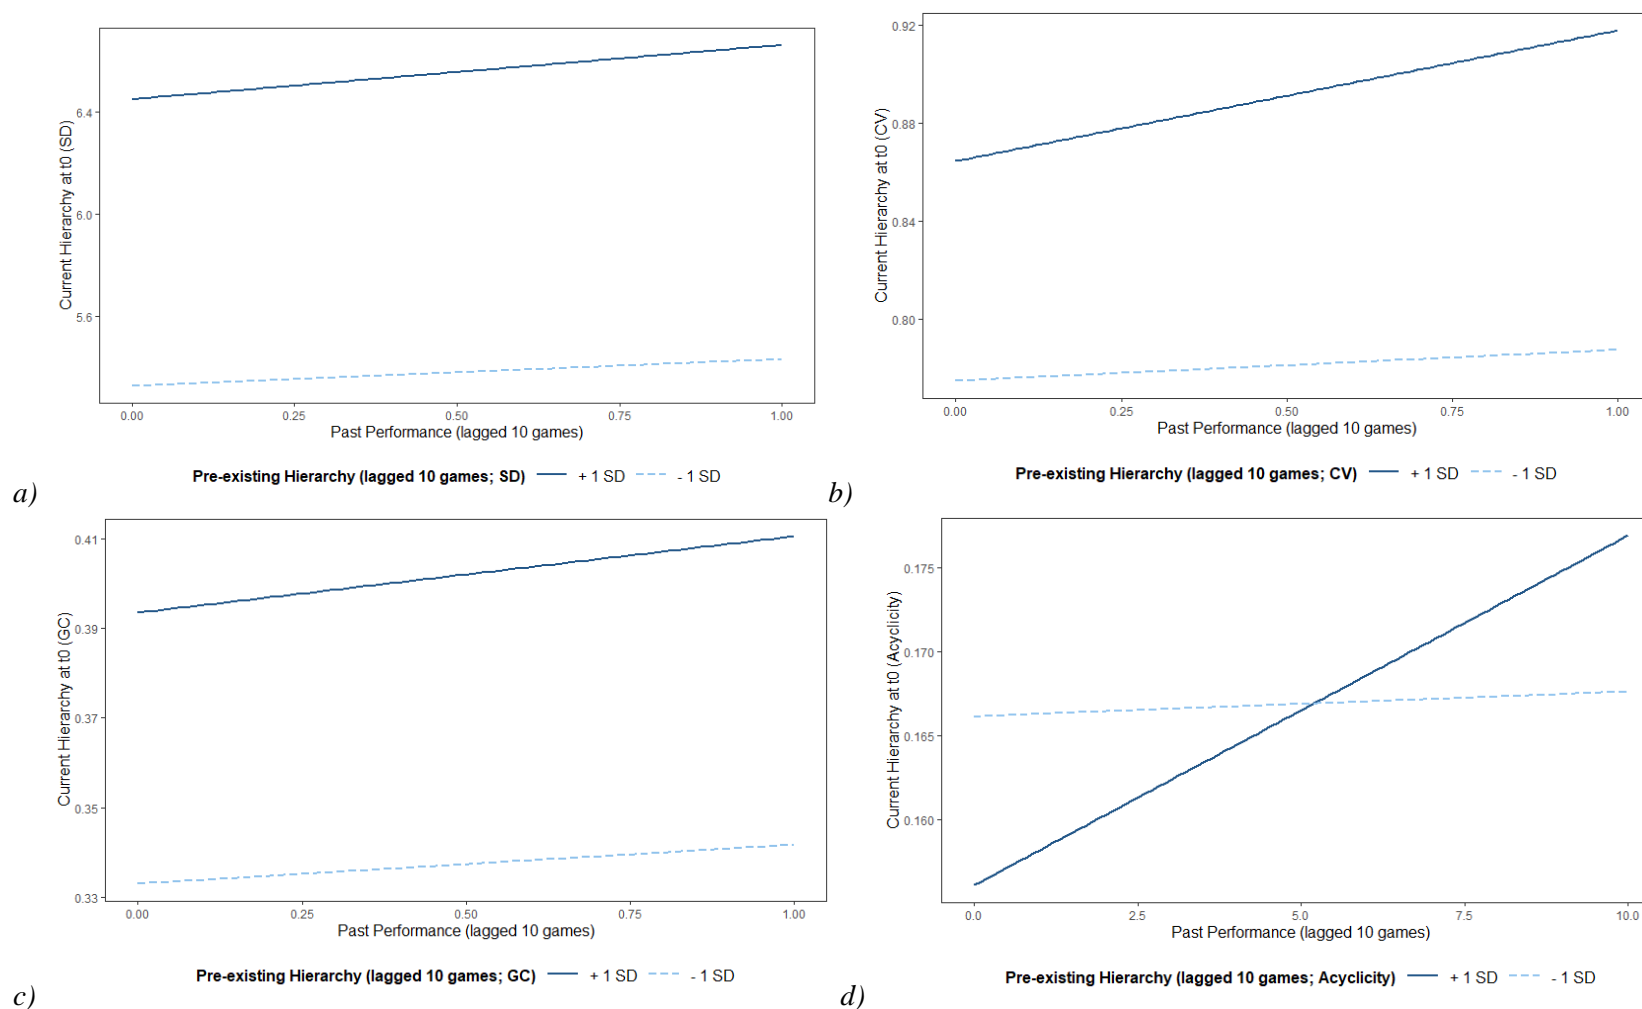 6.4
6.0
5.6
Current Hierarchy at t0 (SD)
0.00 0.25 0.50 0.75 1.00
Past Performance (lagged 10 games)
Pre-existing Hierarchy (lagged 10 games; SD) + 1 SD - 1 SD
a)
0.92
0.88
0.84
0.80
Current Hierarchy at t0 (CV)
0.00 0.25 0.50 0.75 1.00
Past Performance (lagged 10 games)
Pre-existing Hierarchy (lagged 10 games; CV) + 1 SD - 1 SD
b)
0.41
0.39
0.37
0.35
0.33
Current Hierarchy at t0 (GC)
0.00 0.25 0.50 0.75 1.00
Past Performance (lagged 10 games)
Pre-existing Hierarchy (lagged 10 games; GC) + 1 SD - 1 SD
c)
0.175
0.170
0.165
0.160
Current Hierarchy at t0 (Acyclicity)
0.0 2.5 5.0 7.5 10.0
Past Performance (lagged 10 games)
Pre-existing Hierarchy (lagged 10 games; Acyclicity) + 1 SD - 1 SD
d)